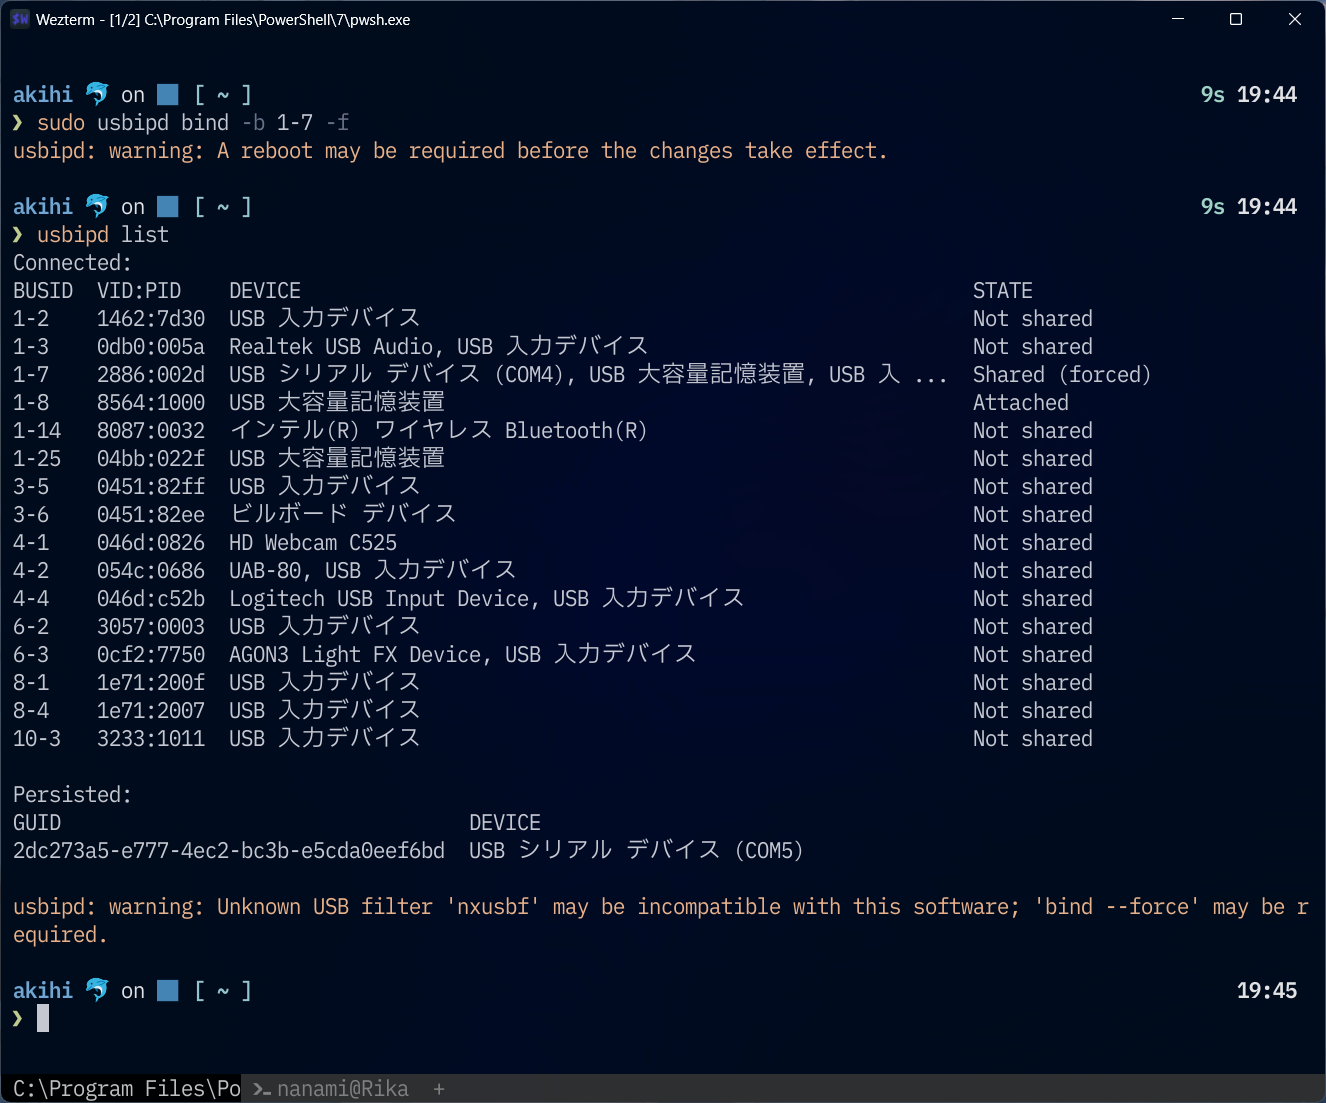 Wezterm - [1/2] C:\Program Files\PowerShell\7\pwsh.exe
akihi 🐬 on [ ~ ] 9s 19:44
❯ sudo usbipd bind -b 1-7 -f
usbipd: warning: A reboot may be required before the changes take effect.
akihi 🐬 on [ ~ ] 9s 19:44
❯ usbipd list
Connected:
BUSID VID:PID DEVICE STATE
1-2 1462:7d30 USB 入力デバイス Not shared
1-3 0db0:005a Realtek USB Audio, USB 入力デバイス Not shared
1-7 2886:002d USB シリアル デバイス (COM4), USB 大容量記憶装置, USB 入 ... Shared (forced)
1-8 8564:1000 USB 大容量記憶装置 Attached
1-14 8087:0032 インテル(R) ワイヤレス Bluetooth(R) Not shared
1-25 04bb:022f USB 大容量記憶装置 Not shared
3-5 0451:82ff USB 入力デバイス Not shared
3-6 0451:82ee ビルボード デバイス Not shared
4-1 046d:0826 HD Webcam C525 Not shared
4-2 054c:0686 UAB-80, USB 入力デバイス Not shared
4-4 046d:c52b Logitech USB Input Device, USB 入力デバイス Not shared
6-2 3057:0003 USB 入力デバイス Not shared
6-3 0cf2:7750 AGON3 Light FX Device, USB 入力デバイス Not shared
8-1 1e71:200f USB 入力デバイス Not shared
8-4 1e71:2007 USB 入力デバイス Not shared
10-3 3233:1011 USB 入力デバイス Not shared
Persisted:
GUID DEVICE
2dc273a5-e777-4ec2-bc3b-e5cda0eef6bd USB シリアル デバイス (COM5)
usbipd: warning: Unknown USB filter 'nxusbf' may be incompatible with this software; 'bind --force' may be r
equired.
akihi 🐬 on [ ~ ] 19:45
❯
C:\Program Files\Po nanami@Rika +